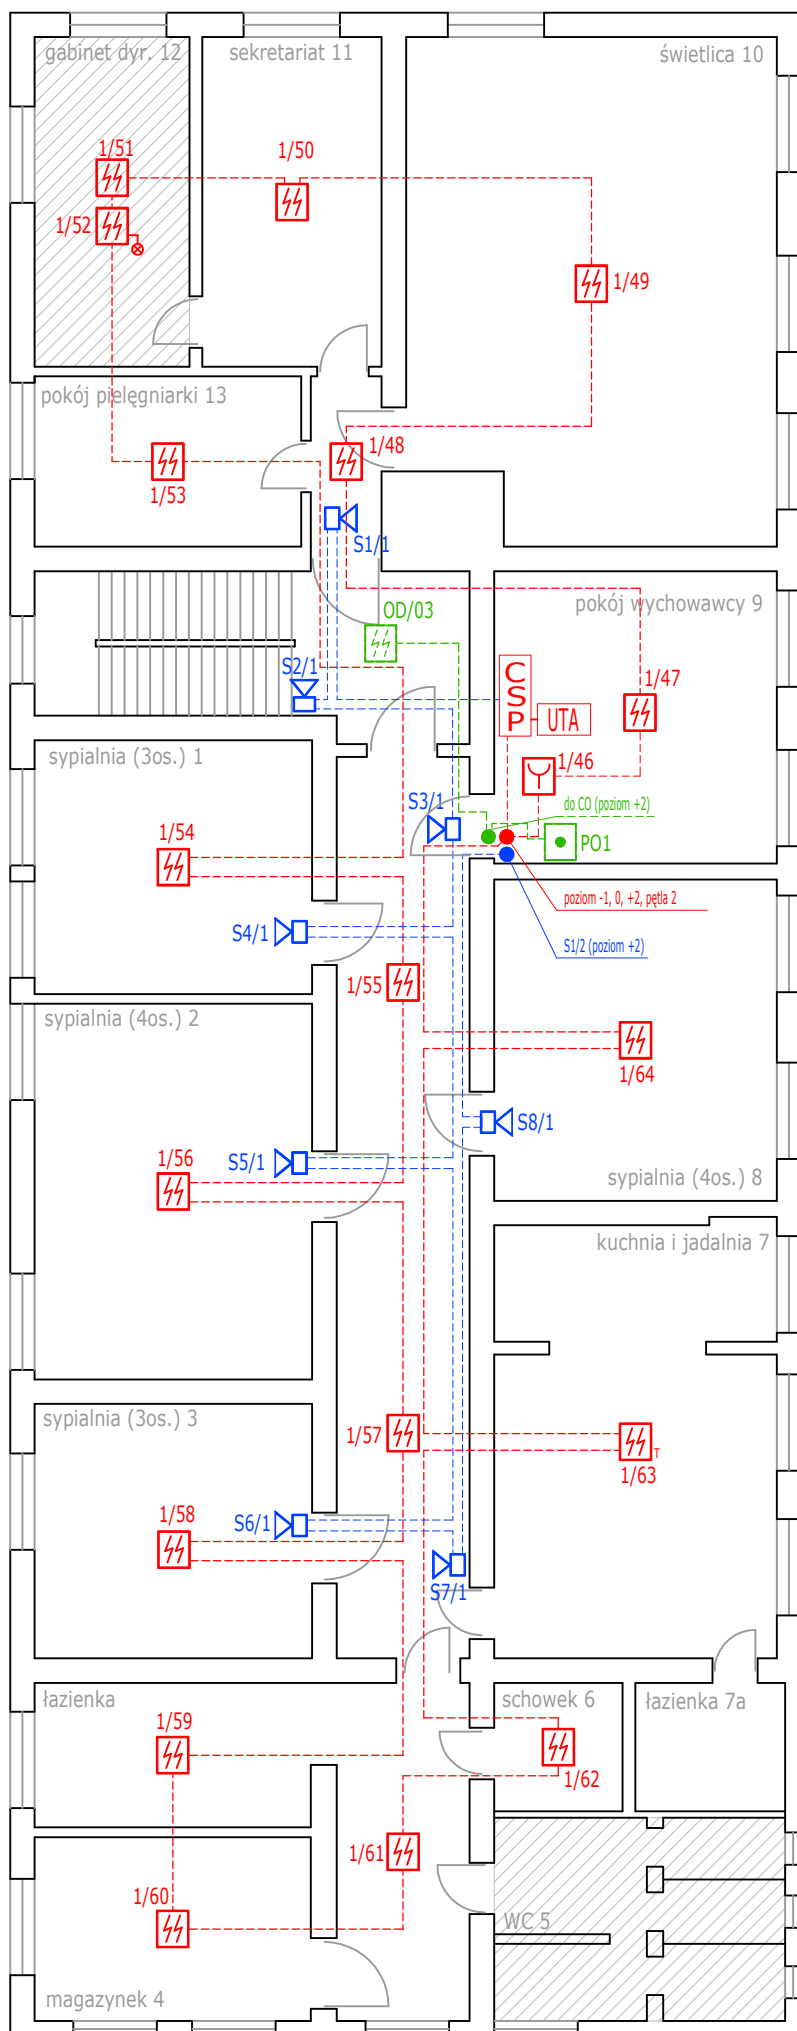 gabinet dyr. 12
sekretariat 11
świetlica 10
1/51
1/50
1/52
1/49
pokój pielęgniarki 13
1/48
1/53
S1/1
pokój wychowawcy 9
OD/03
S2/1
CSP
UTA
1/47
sypialnia (3os.) 1
1/46
S3/1
do CO (poziom +2)
1/54
PO1
poziom -1, 0, +2, pętla 2
S4/1
S1/2 (poziom +2)
1/55
sypialnia (4os.) 2
1/64
S8/1
1/56
S5/1
sypialnia (4os.) 8
kuchnia i jadalnia 7
sypialnia (3os.) 3
1/57
T
1/63
1/58
S6/1
S7/1
łazienka
schowek 6
łazienka 7a
1/59
1/62
1/61
1/60
WC 5
magazynek 4